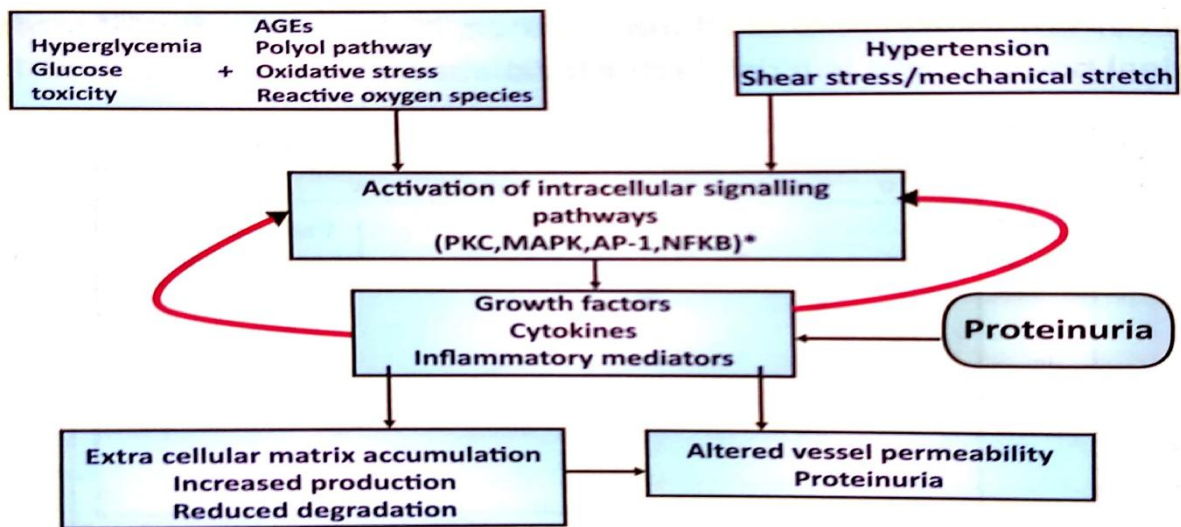 AGEs
Hyperglycemia Polyol pathway
Glucose + Oxidative stress
toxicity Reactive oxygen species
Hypertension
Shear stress/mechanical stretch
Activation of intracellular signalling
pathways
(PKC,MAPK,AP-1,NFKB)*
Growth factors
Cytokines
Inflammatory mediators
Proteinuria
Extra cellular matrix accumulation
Increased production
Reduced degradation
Altered vessel permeability
Proteinuria